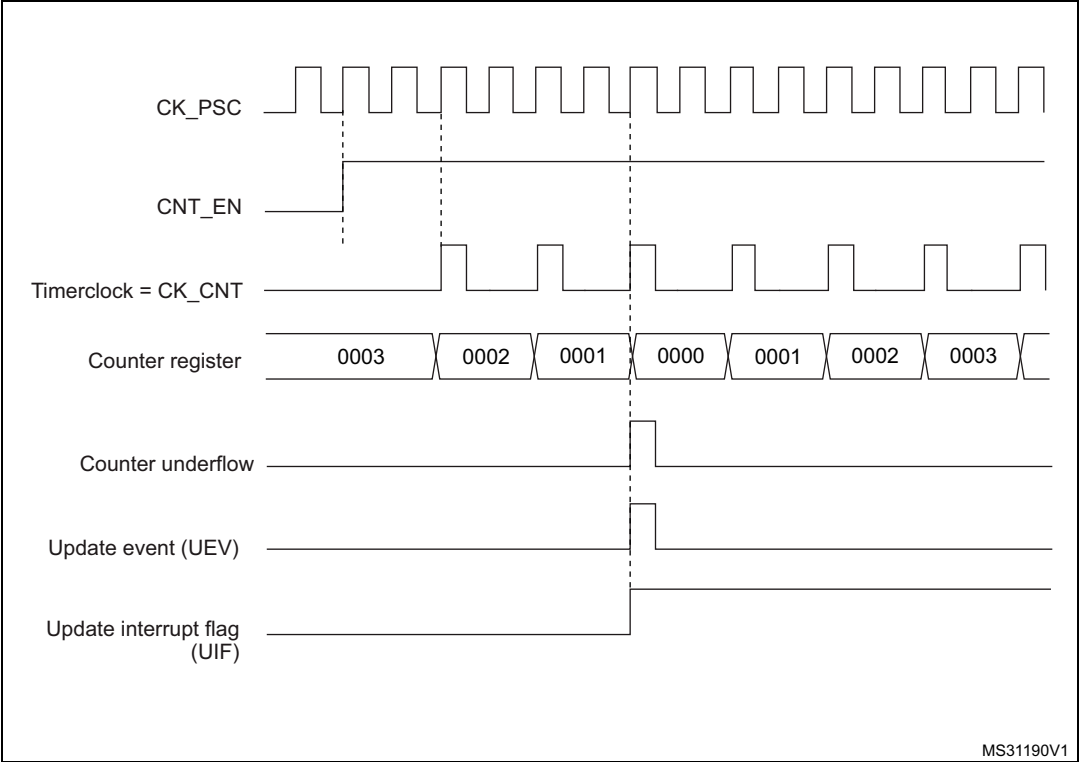 CK_PSC
CNT_EN
Timerclock = CK_CNT
Counter register
0003 0002 0001 0000 0001 0002 0003
Counter underflow
Update event (UEV)
Update interrupt flag
(UIF)
MS31190V1